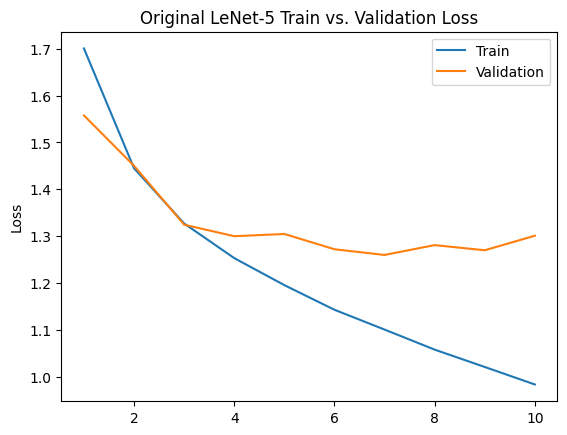 Original LeNet-5 Train vs. Validation Loss
Train
Validation
1.7
1.6
1.5
1.4
1.3
1.2
1.1
1.0
Loss
2 4 6 8 10